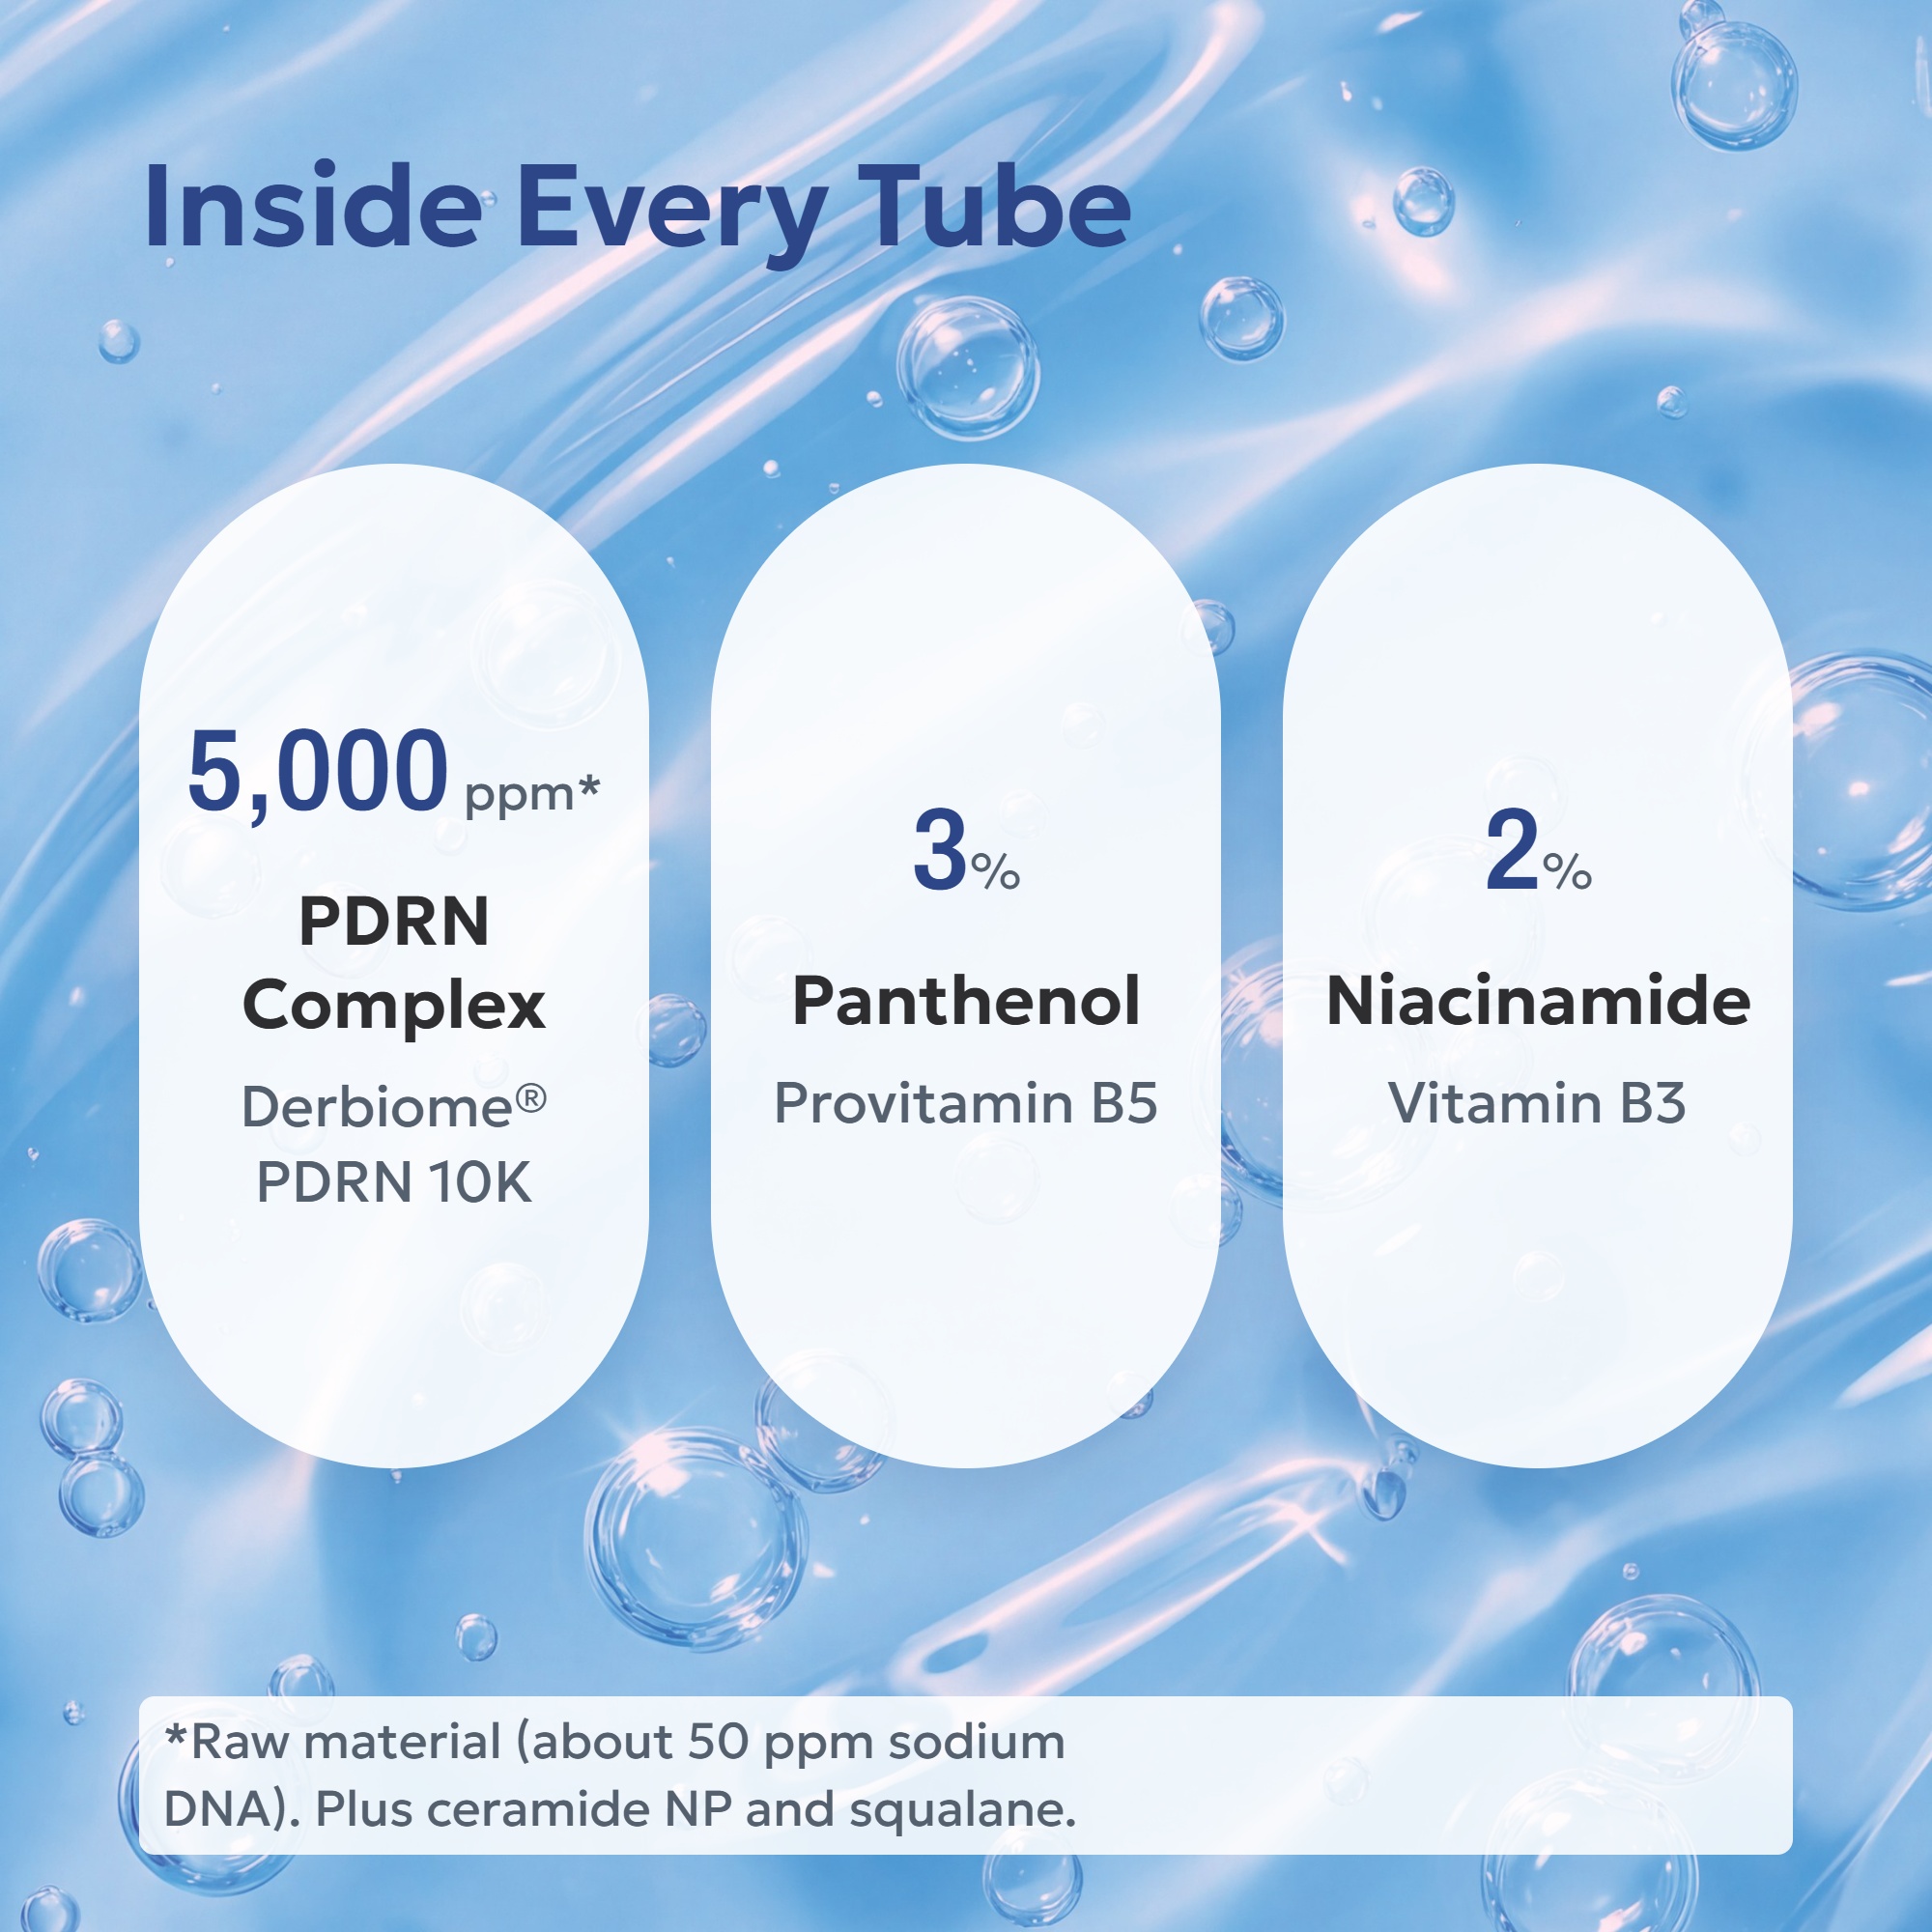 Inside Every Tube
5,000 ppm*
PDRN
Complex
Derbiome®
PDRN 10K
3%
Panthenol
Provitamin B5
2%
Niacinamide
Vitamin B3
*Raw material (about 50 ppm sodium
DNA). Plus ceramide NP and squalane.